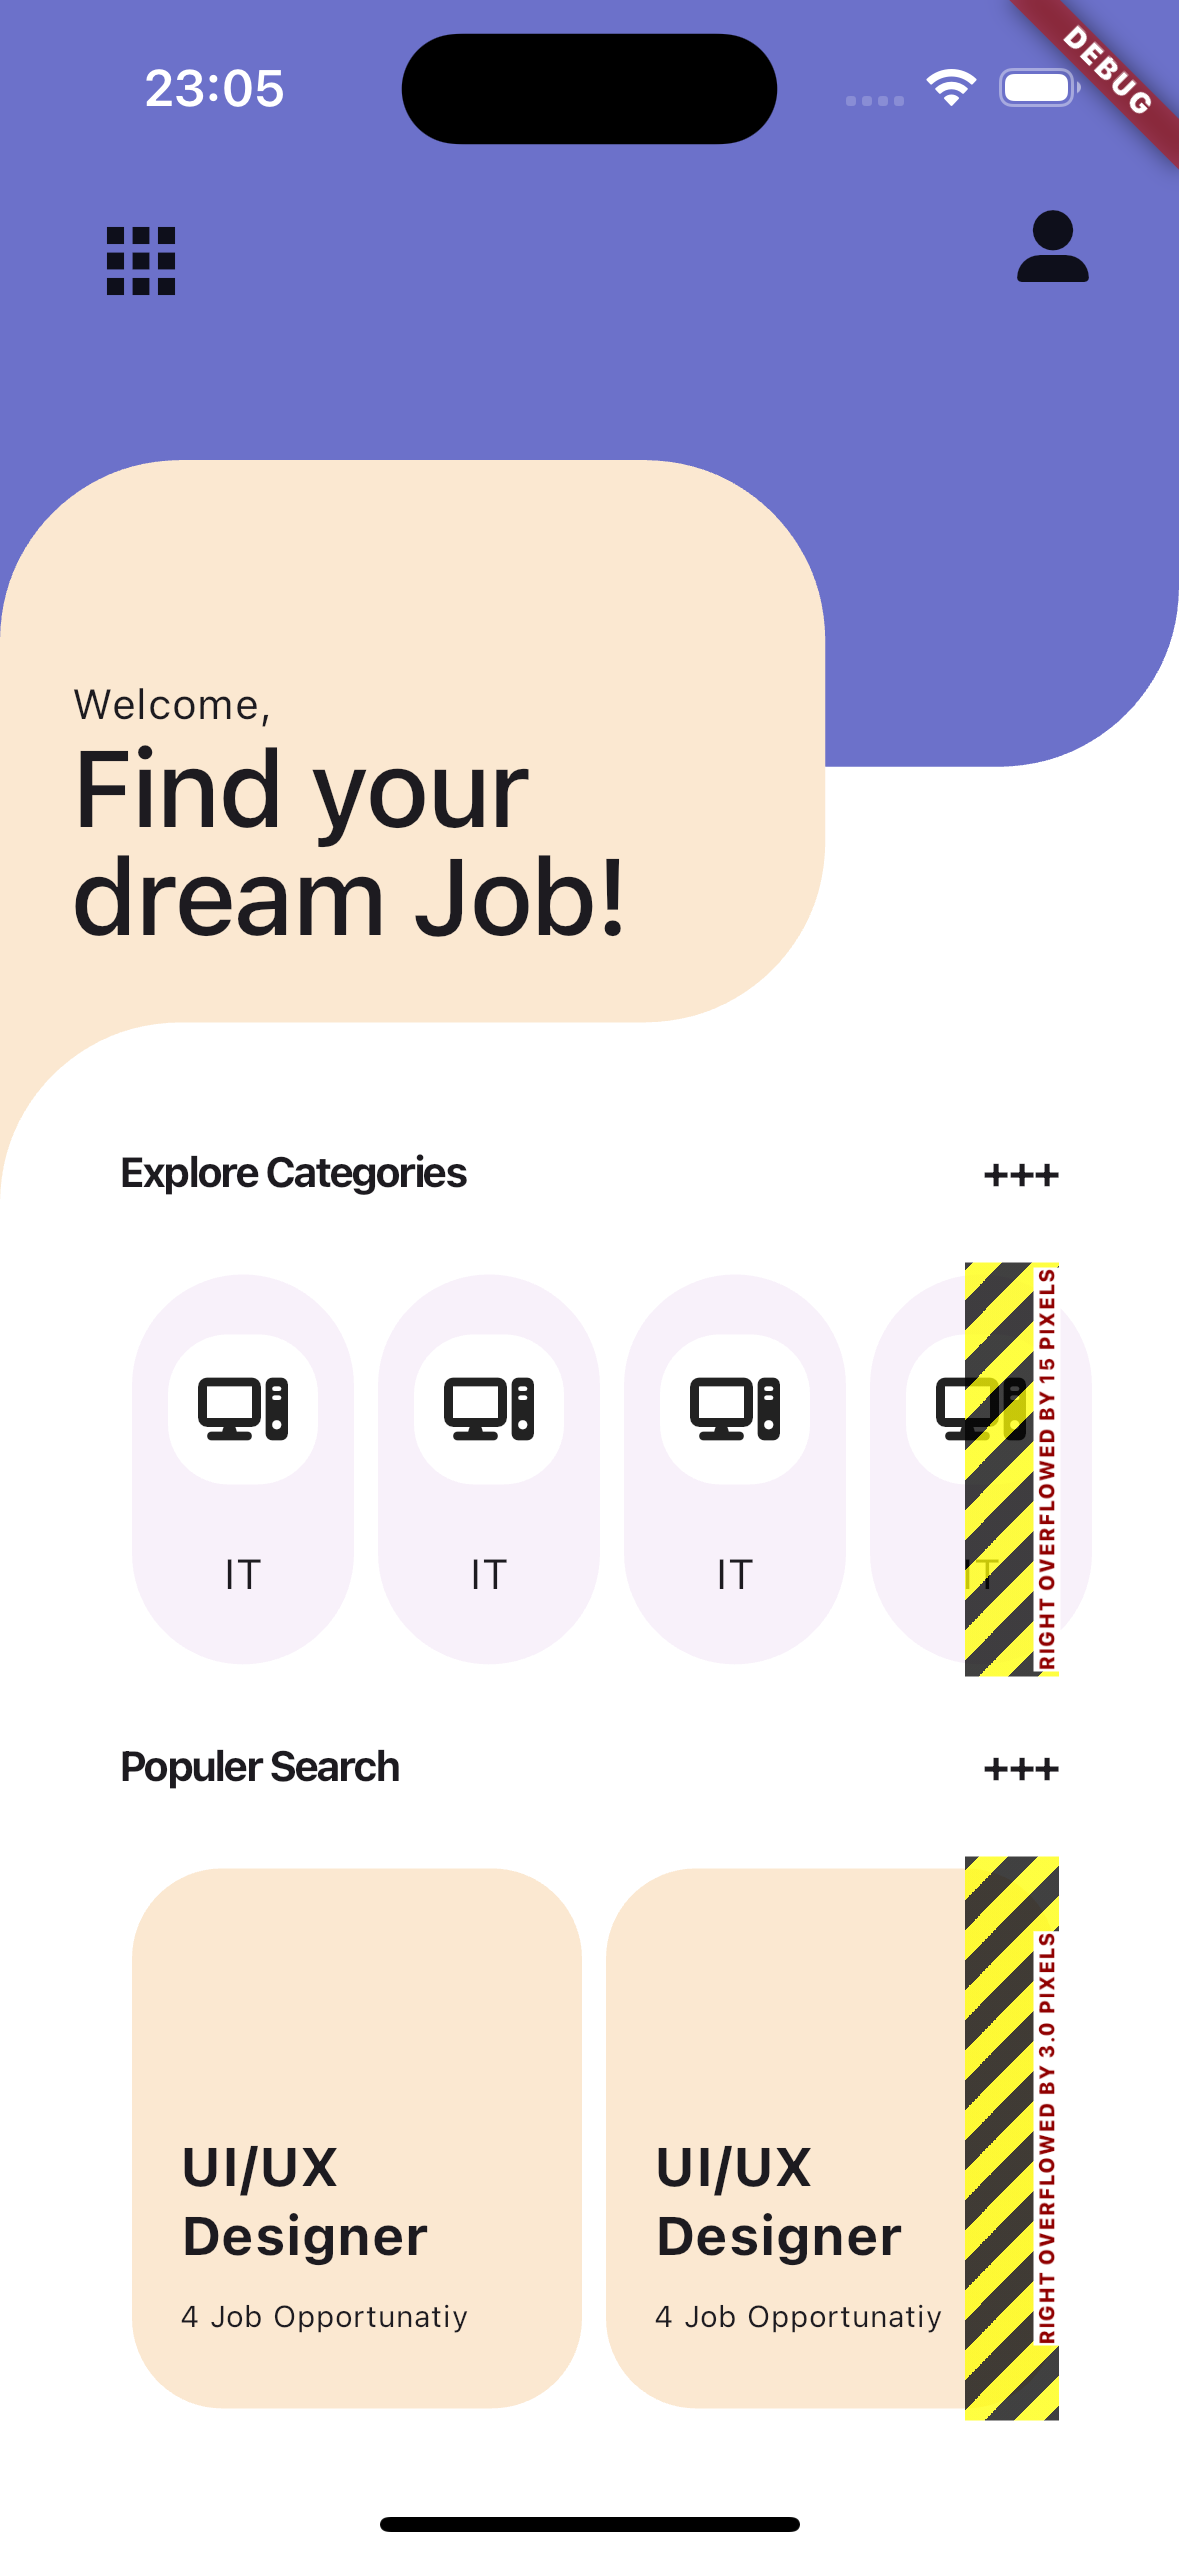 23:05
DEBUG
Welcome,
Find your
dream Job!
Explore Categories
+++
IT
IT
IT
IT
RIGHT OVERFLOWED BY 15 PIXELS
Populer Search
+++
UI/UX
Designer
4 Job Opportunatiy
UI/UX
Designer
4 Job Opportunatiy
RIGHT OVERFLOWED BY 3.0 PIXELS